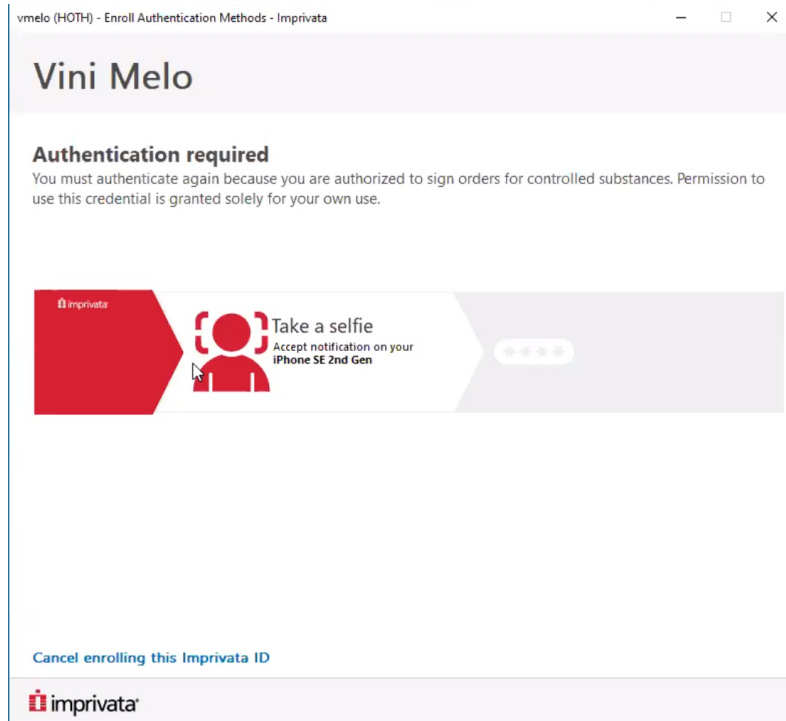 vmelo (HOTH) - Enroll Authentication Methods - Imprivata
Vini Melo
Authentication required
You must authenticate again because you are authorized to sign orders for controlled substances. Permission to
use this credential is granted solely for your own use.
imprivata
Take a selfie
Accept notification on your
iPhone SE 2nd Gen
****
Cancel enrolling this Imprivata ID
imprivata